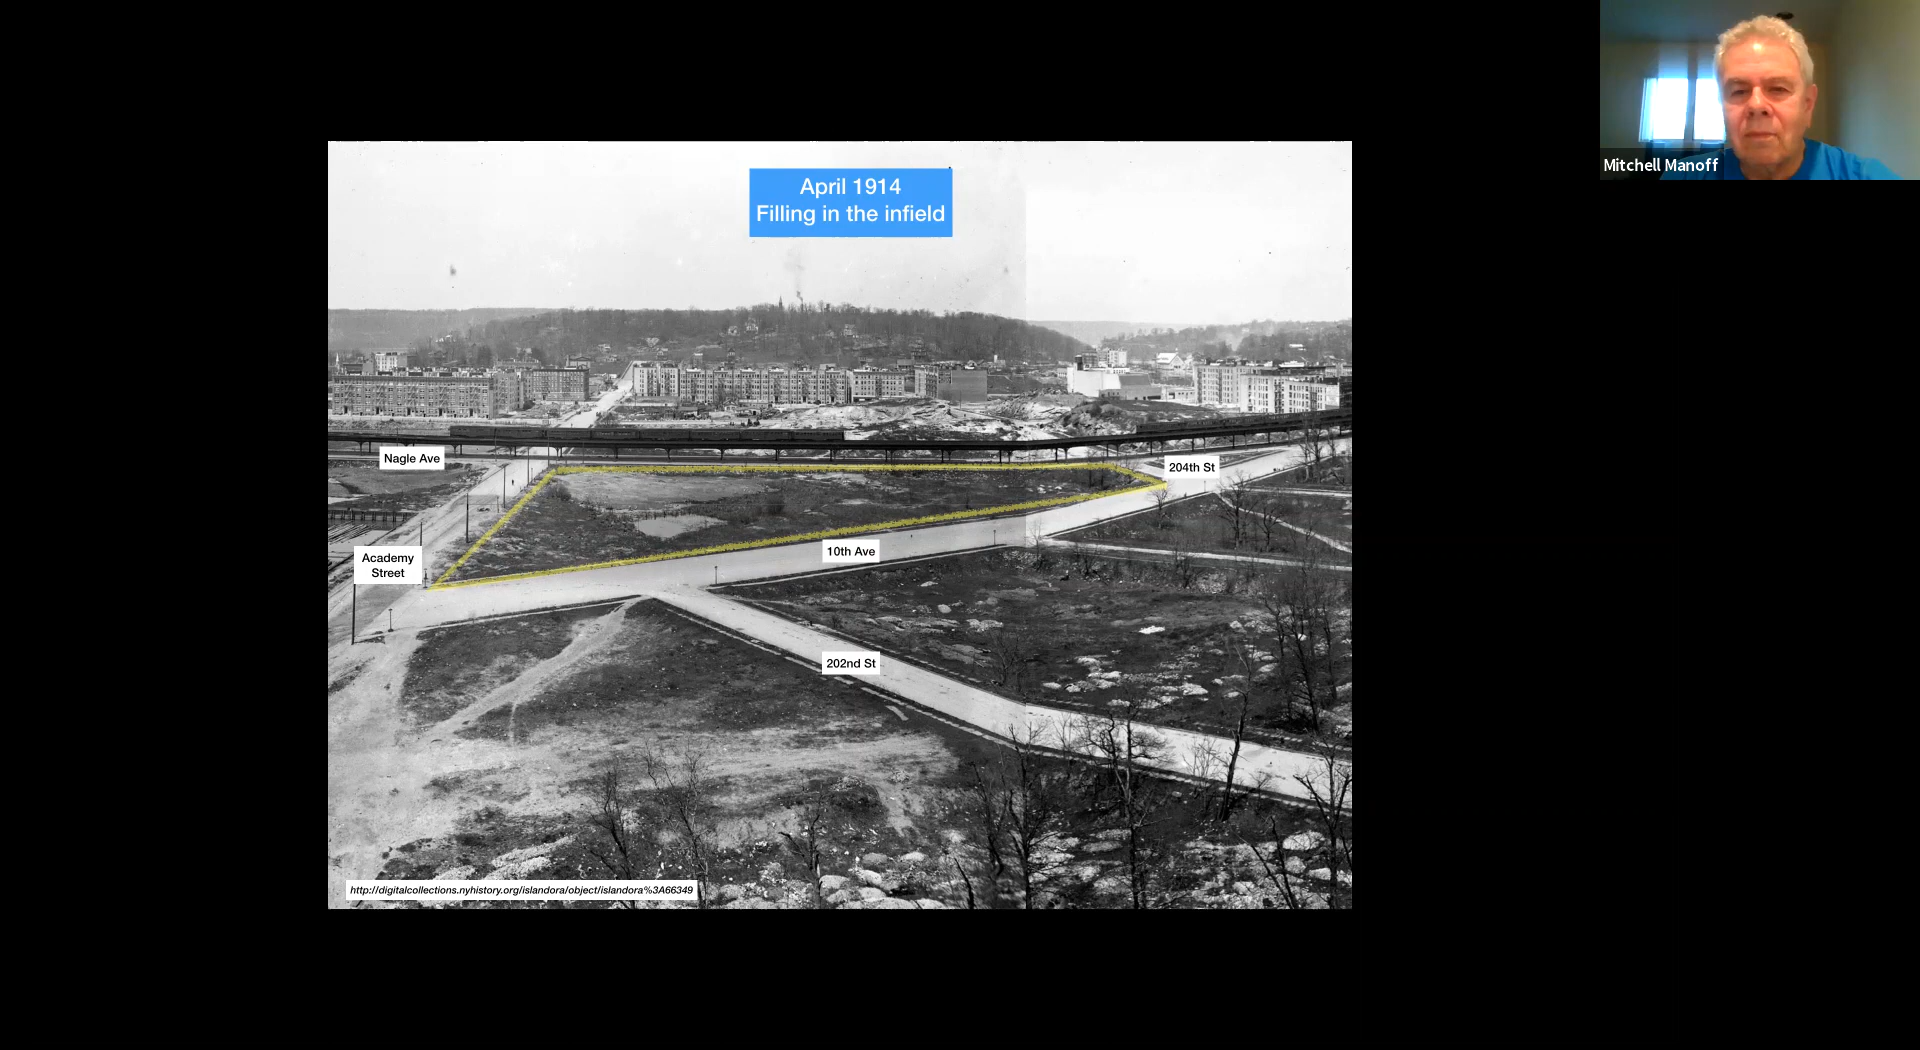 Mitchell Manoff
April 1914
Filling in the infield
Nagle Ave
204th St
10th Ave
Academy
Street
202nd St
http://digitalcollections.nyhistory.org/islandora/object/islandora%3A66349